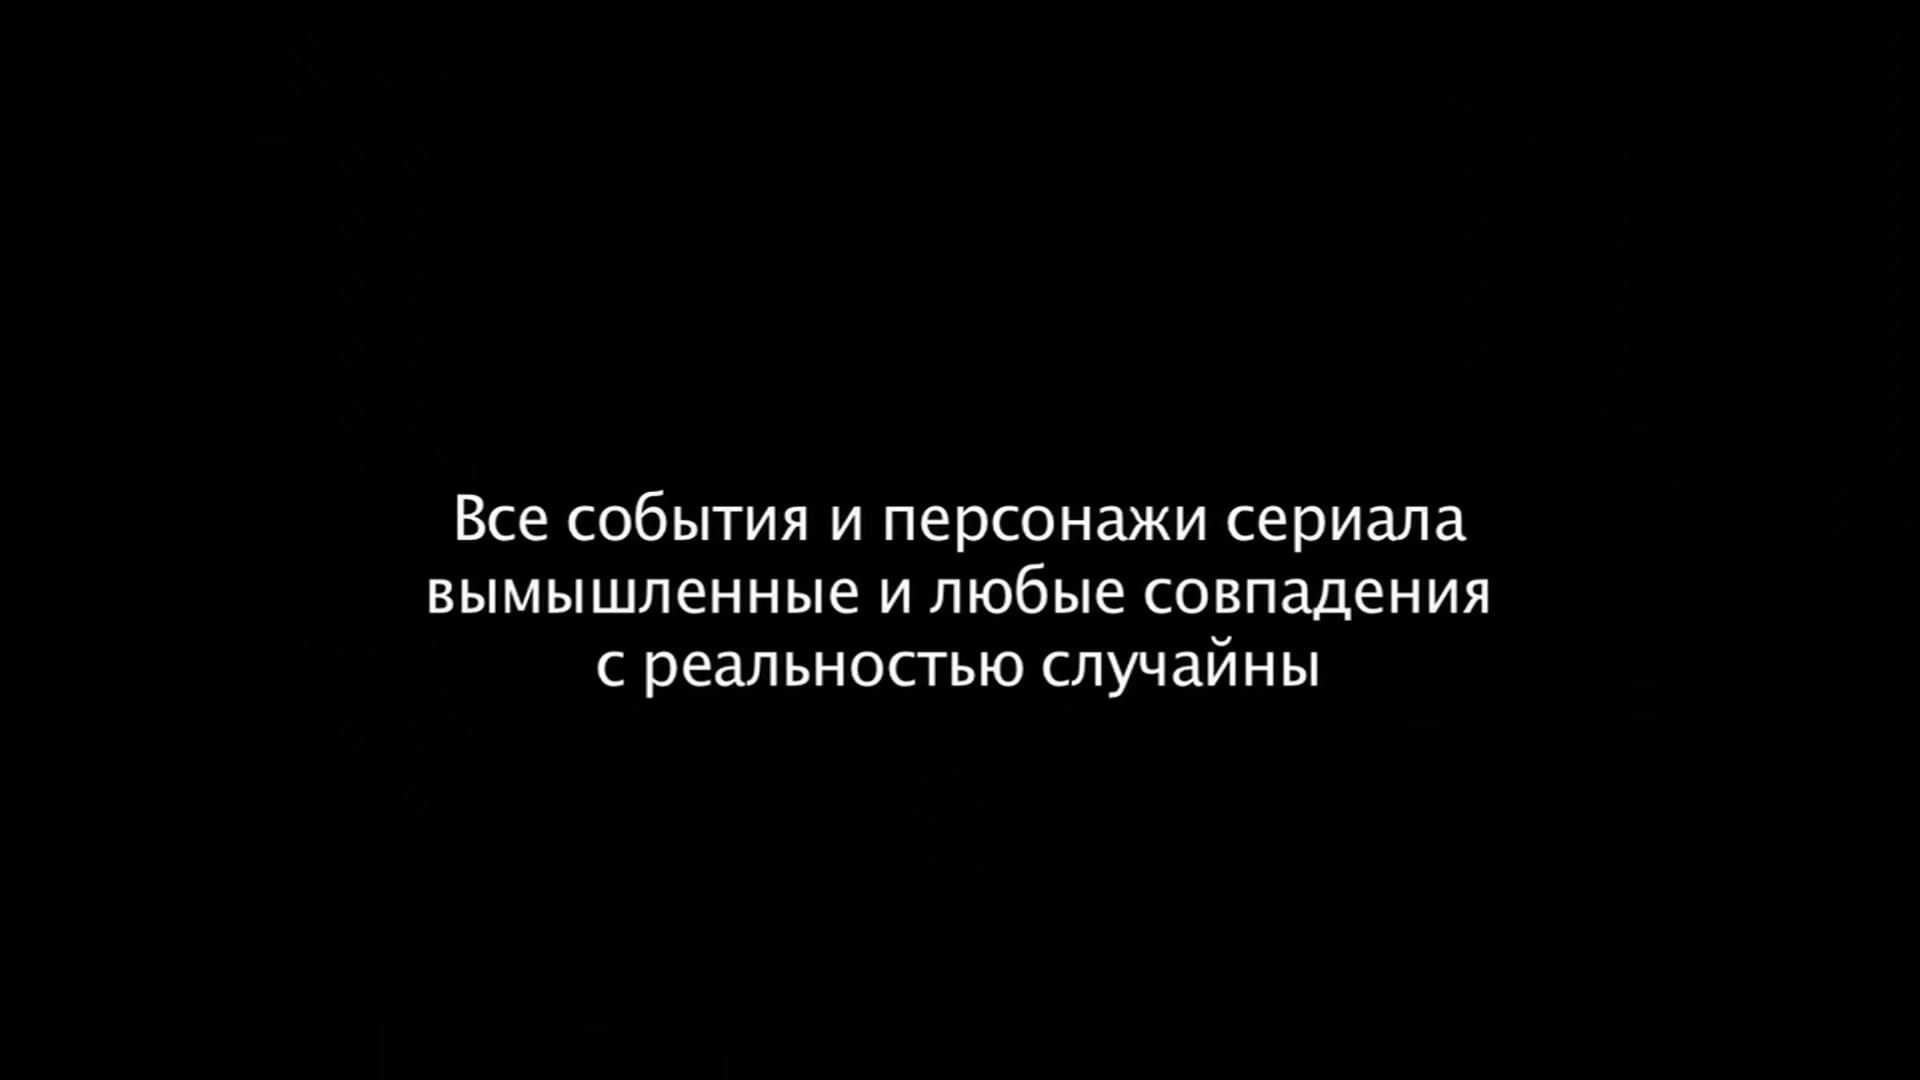 Все события и персонажи сериала
вымышленные и любые совпадения
с реальностью случайны